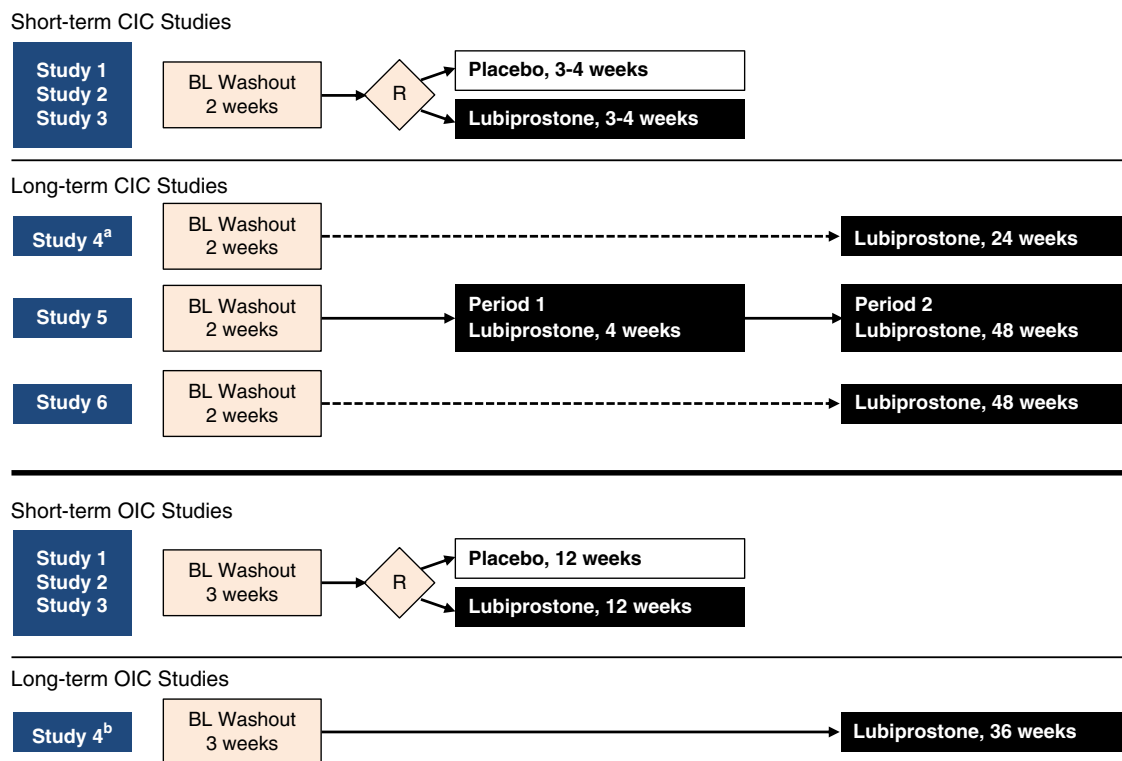 Short-term CIC Studies
Study 1
Study 2
Study 3
BL Washout
2 weeks
R
Placebo, 3-4 weeks
Lubiprostone, 3-4 weeks
Long-term CIC Studies
Study 4a
BL Washout
2 weeks
Lubiprostone, 24 weeks
Study 5
BL Washout
2 weeks
Period 1
Lubiprostone, 4 weeks
Period 2
Lubiprostone, 48 weeks
Study 6
BL Washout
2 weeks
Lubiprostone, 48 weeks
Short-term OIC Studies
Study 1
Study 2
Study 3
BL Washout
3 weeks
R
Placebo, 12 weeks
Lubiprostone, 12 weeks
Long-term OIC Studies
Study 4b
BL Washout
3 weeks
Lubiprostone, 36 weeks